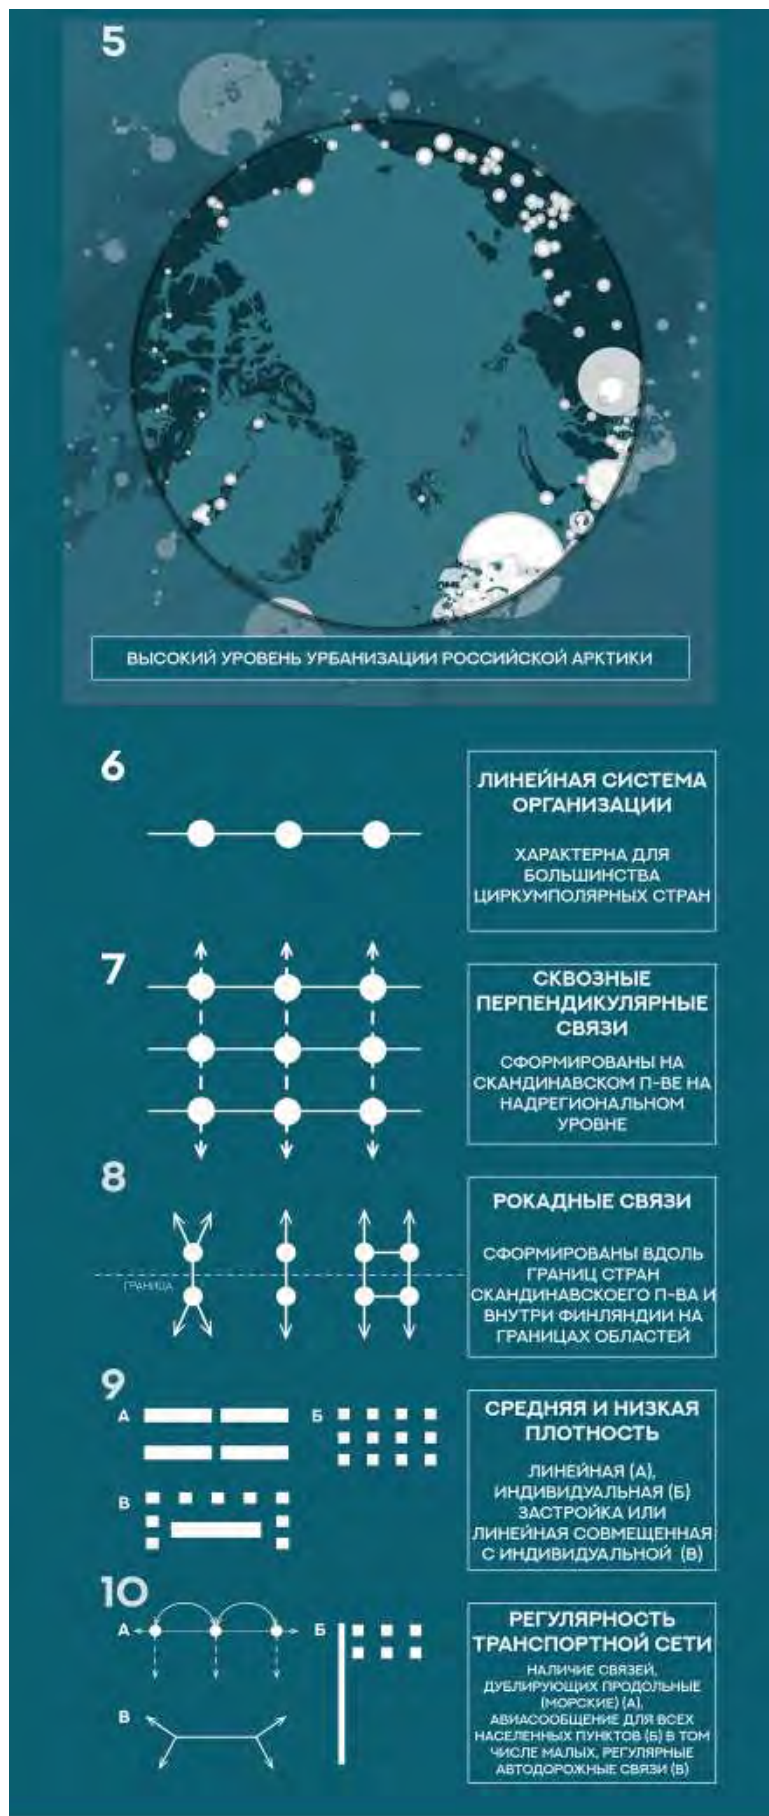 5
ВЫСОКИЙ УРОВЕНЬ УРБАНИЗАЦИИ РОССИЙСКОЙ АРКТИКИ
6
ЛИНЕЙНАЯ СИСТЕМА
ОРГАНИЗАЦИИ
ХАРАКТЕРНА ДЛЯ
БОЛЬШИНСТВА
ЦИРКУМПОЛЯРНЫХ СТРАН
7
СКВОЗНЫЕ
ПЕРПЕНДИКУЛЯРНЫЕ
СВЯЗИ
СФОРМИРОВАНЫ НА
СКАНДИНАВСКОМ П-ВЕ НА
НАДРЕГИОНАЛЬНОМ
УРОВНЕ
8
ГРАНИЦА
РОКАДНЫЕ СВЯЗИ
СФОРМИРОВАНЫ ВДОЛЬ
ГРАНИЦ СТРАН
СКАНДИНАВСКОЕГО П-ВА И
ВНУТРИ ФИНЛЯНДИИ НА
ГРАНИЦАХ ОБЛАСТЕЙ
9
А
Б
В
СРЕДНЯЯ И НИЗКАЯ
ПЛОТНОСТЬ
ЛИНЕЙНАЯ (А),
ИНДИВИДУАЛЬНАЯ (Б)
ЗАСТРОЙКА ИЛИ
ЛИНЕЙНАЯ СОВМЕЩЕННАЯ
С ИНДИВИДУАЛЬНОЙ (В)
10
А
Б
В
РЕГУЛЯРНОСТЬ
ТРАНСПОРТНОЙ СЕТИ
НАЛИЧИЕ СВЯЗЕЙ,
ДУБЛИРУЮЩИХ ПРОДОЛЬНЫЕ
(МОРСКИЕ) (А),
АВИАСООБЩЕНИЕ ДЛЯ ВСЕХ
НАСЕЛЕННЫХ ПУНКТОВ (Б) В ТОМ
ЧИСЛЕ МАЛЫХ, РЕГУЛЯРНЫЕ
АВТОДОРОЖНЫЕ СВЯЗИ (В)